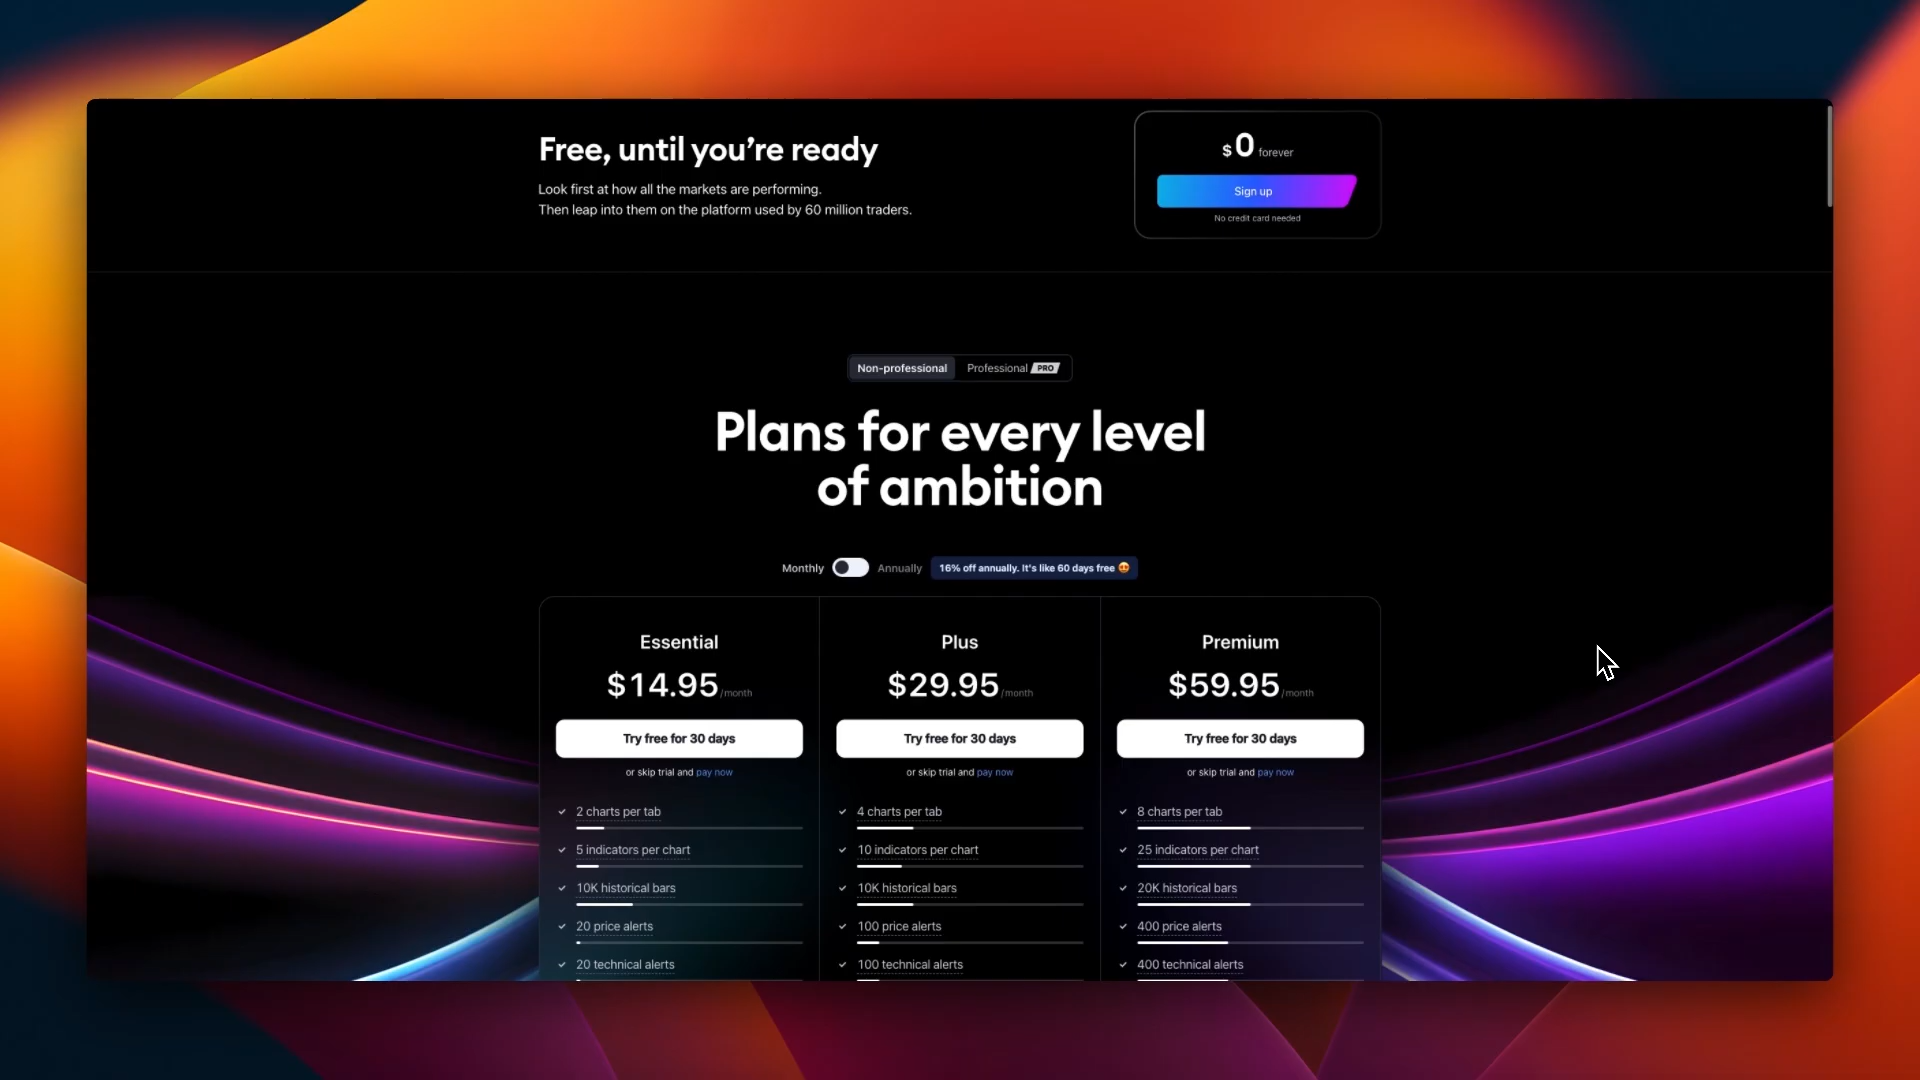 Free, until you’re ready
Look first at how all the markets are performing.
Then leap into them on the platform used by 60 million traders.
$0 forever
Sign up
No credit card needed
Non-professional Professional PRO
Plans for every level
of ambition
Monthly Annually 16% off annually. It's like 60 days free 😍
Essential
$14.95/month
Try free for 30 days
or skip trial and pay now
2 charts per tab
5 indicators per chart
10K historical bars
20 price alerts
20 technical alerts
Plus
$29.95/month
Try free for 30 days
or skip trial and pay now
4 charts per tab
10 indicators per chart
10K historical bars
100 price alerts
100 technical alerts
Premium
$59.95/month
Try free for 30 days
or skip trial and pay now
8 charts per tab
25 indicators per chart
20K historical bars
400 price alerts
400 technical alerts